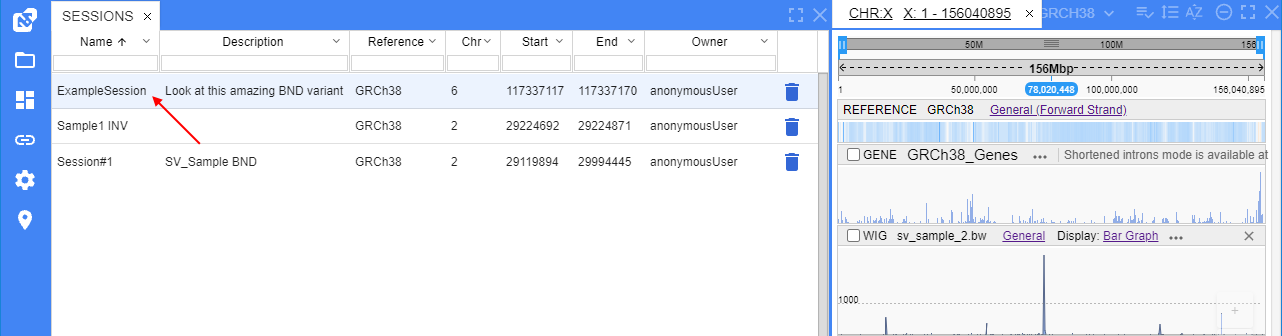 SESSIONS ×
Name Description Reference Chr Start End Owner
ExampleSession Look at this amazing BND variant GRCh38 6 117337117 117337170 anonymousUser
Sample1 INV GRCh38 2 29224692 29224871 anonymousUser
Session#1 SV_Sample BND GRCh38 2 29119894 29994445 anonymousUser
CHR:X X: 1 - 156040895 × GRCH38
50M 100M 156
156Mbp
1 50,000,000 78,020,448 100,000,000 156,040,895
REFERENCE GRCh38 General (Forward Strand)
GENE GRCh38_Genes ••• Shortened introns mode is available at
WIG sv_sample_2.bw General Display: Bar Graph •••
1000